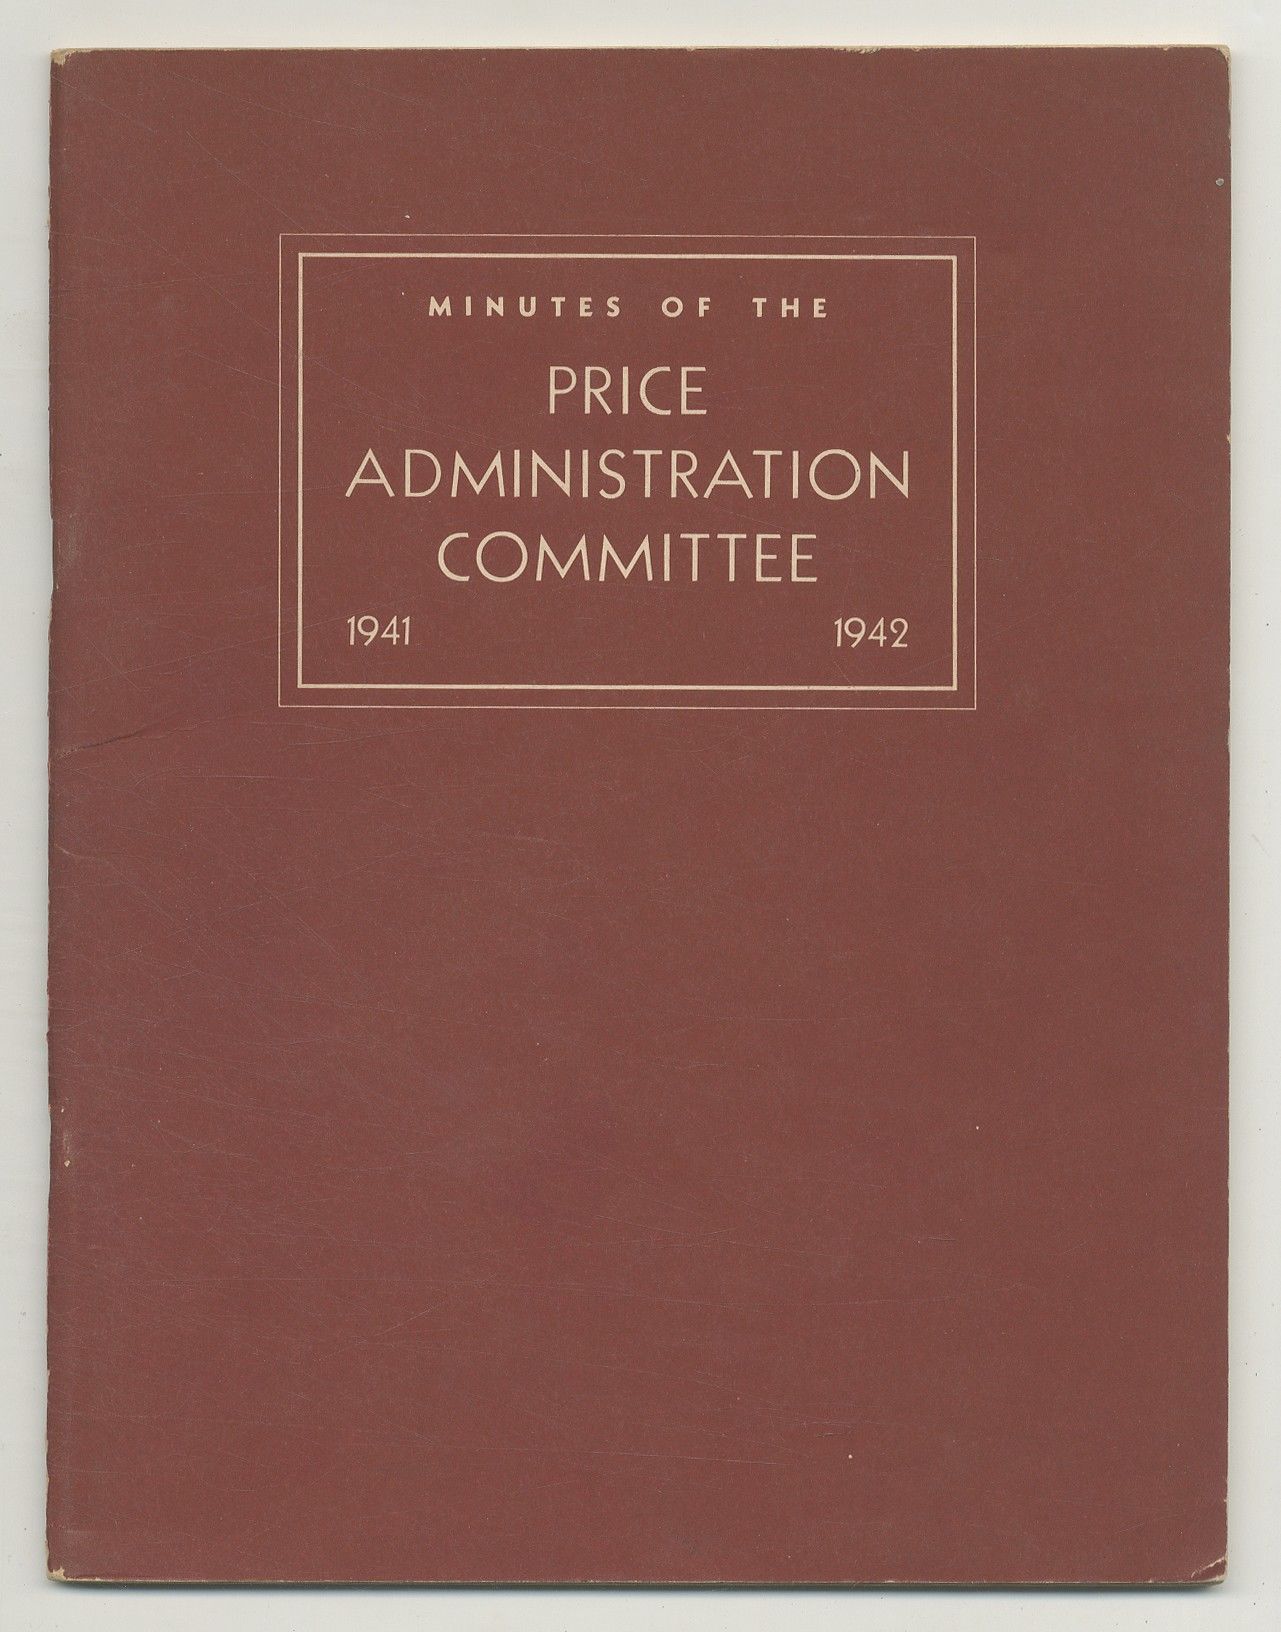 MINUTES OF THE
PRICE
ADMINISTRATION
COMMITTEE
1941 1942